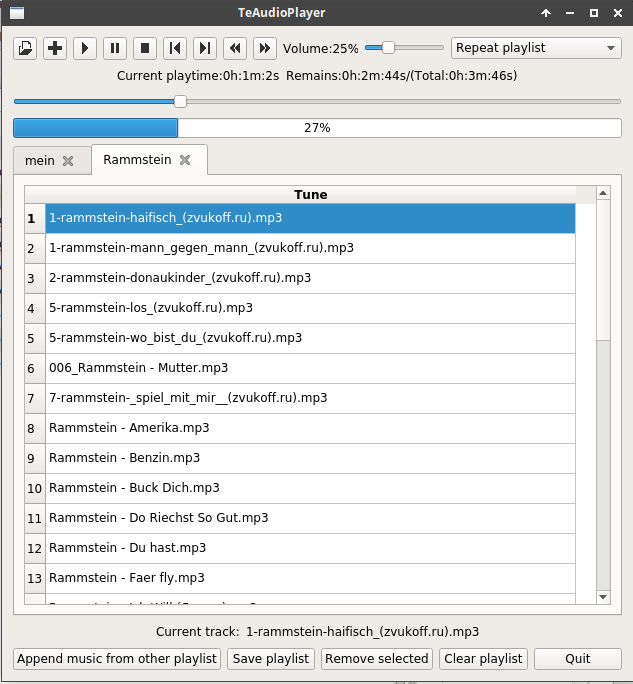 TeAudioPlayer
Volume:25% Repeat playlist
Current playtime:0h:1m:2s Remains:0h:2m:44s/(Total:0h:3m:46s)
27%
mein Rammstein
Tune
1 1-rammstein-haifisch_(zvukoff.ru).mp3
2 1-rammstein-mann_gegen_mann_(zvukoff.ru).mp3
3 2-rammstein-donaukinder_(zvukoff.ru).mp3
4 5-rammstein-los_(zvukoff.ru).mp3
5 5-rammstein-wo_bist_du_(zvukoff.ru).mp3
6 006_Rammstein - Mutter.mp3
7 7-rammstein-_spiel_mit_mir__(zvukoff.ru).mp3
8 Rammstein - Amerika.mp3
9 Rammstein - Benzin.mp3
10 Rammstein - Buck Dich.mp3
11 Rammstein - Do Riechst So Gut.mp3
12 Rammstein - Du hast.mp3
13 Rammstein - Faer fly.mp3
Current track: 1-rammstein-haifisch_(zvukoff.ru).mp3
Append music from other playlist Save playlist Remove selected Clear playlist Quit